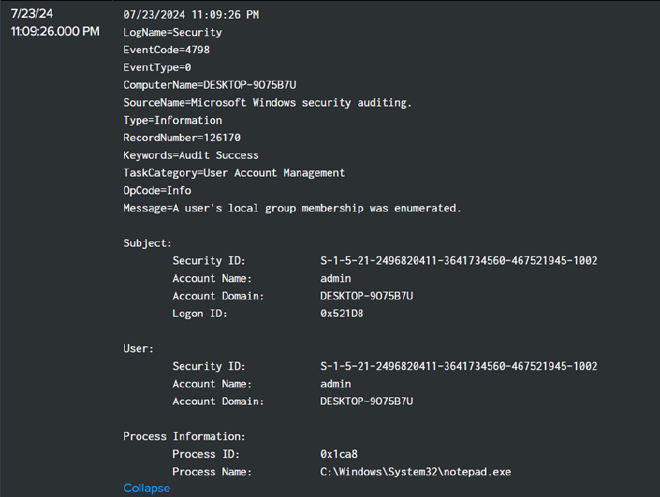 7/23/24
11:09:26.000 PM
07/23/2024 11:09:26 PM
LogName=Security
EventCode=4798
EventType=0
ComputerName=DESKTOP-9O75B7U
SourceName=Microsoft Windows security auditing.
Type=Information
RecordNumber=126170
Keywords=Audit Success
TaskCategory=User Account Management
OpCode=Info
Message=A user's local group membership was enumerated.
Subject:
Security ID: S-1-5-21-2496820411-3641734560-467521945-1002
Account Name: admin
Account Domain: DESKTOP-9O75B7U
Logon ID: 0x521D8
User:
Security ID: S-1-5-21-2496820411-3641734560-467521945-1002
Account Name: admin
Account Domain: DESKTOP-9O75B7U
Process Information:
Process ID: 0x1ca8
Process Name: C:\Windows\System32\notepad.exe
Collapse